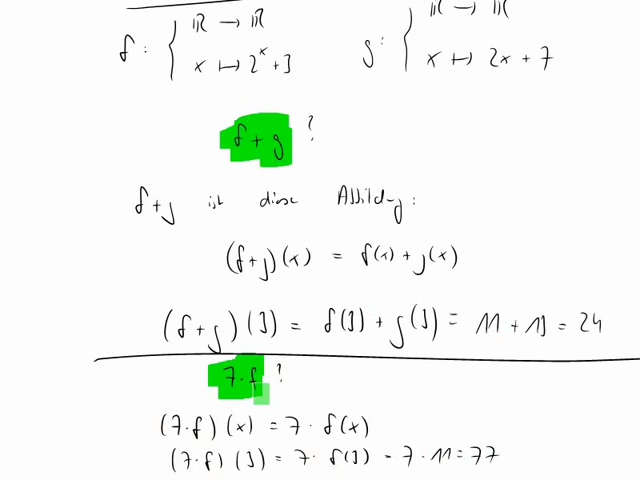 ℝ → ℝ ℝ → ℝ
f: { x ↦ 2^x + 3 g: { x ↦ 2x + 7
f + g ?
f+g ist diese Abbildung:
(f+g)(x) = f(x) + g(x)
(f+g)(3) = f(3) + g(3) = 11 + 13 = 24
7·f ?
(7·f)(x) = 7 · f(x)
(7·f)(3) = 7 · f(3) = 7 · 11 = 77